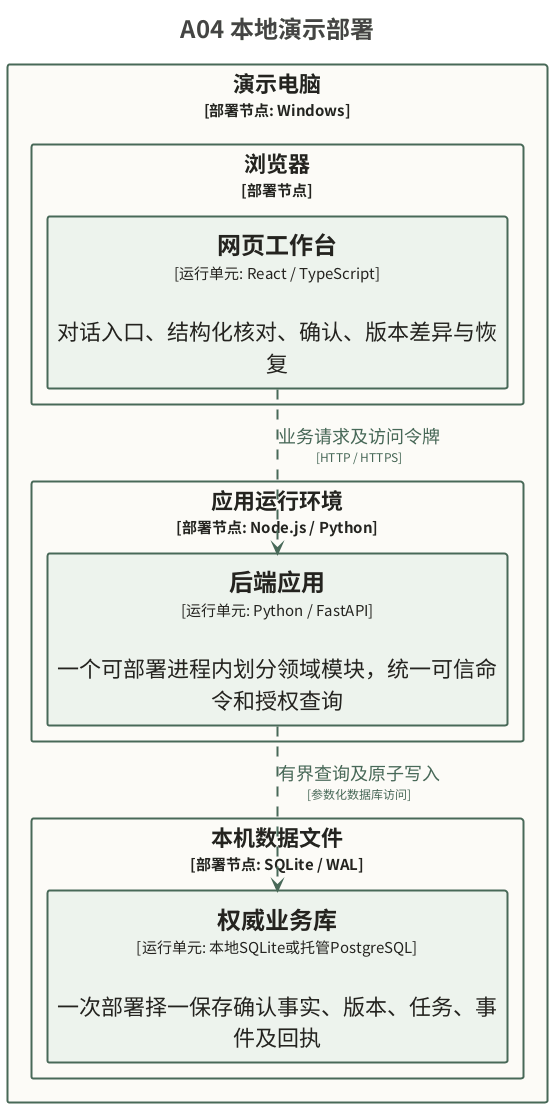 A04 本地演示部署
演示电脑
[部署节点: Windows]
浏览器
[部署节点]
网页工作台
[运行单元: React / TypeScript]
对话入口、结构化核对、确认、版本差异与恢
复
业务请求及访问令牌
[HTTP / HTTPS]
应用运行环境
[部署节点: Node.js / Python]
后端应用
[运行单元: Python / FastAPI]
一个可部署进程内划分领域模块，统一可信命
令和授权查询
有界查询及原子写入
[参数化数据库访问]
本机数据文件
[部署节点: SQLite / WAL]
权威业务库
[运行单元: 本地SQLite或托管PostgreSQL]
一次部署择一保存确认事实、版本、任务、事
件及回执